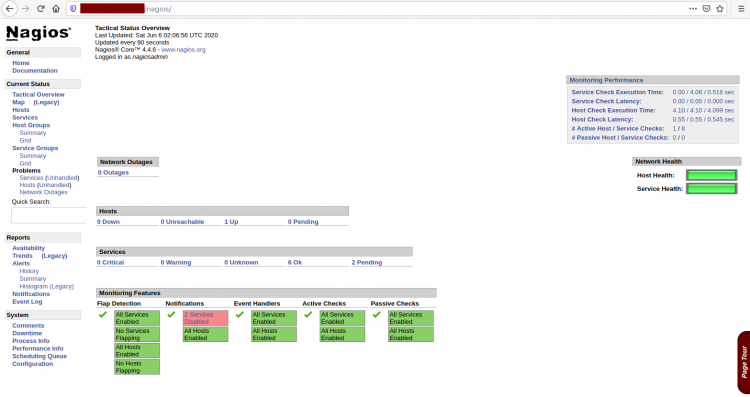 /nagios/
Nagios®
General
Home
Documentation
Current Status
Tactical Overview
Map (Legacy)
Hosts
Services
Host Groups
Summary
Grid
Service Groups
Summary
Grid
Problems
Services (Unhandled)
Hosts (Unhandled)
Network Outages
Quick Search:
Reports
Availability
Trends (Legacy)
Alerts
History
Summary
Histogram (Legacy)
Notifications
Event Log
System
Comments
Downtime
Process Info
Performance Info
Scheduling Queue
Configuration
Tactical Status Overview
Last Updated: Sat Jun 6 02:06:56 UTC 2020
Updated every 90 seconds
Nagios® Core™ 4.4.6 - www.nagios.org
Logged in as nagiosadmin
Monitoring Performance
Service Check Execution Time: 0.00 / 4.08 / 0.516 sec
Service Check Latency: 0.00 / 0.00 / 0.000 sec
Host Check Execution Time: 4.10 / 4.10 / 4.099 sec
Host Check Latency: 0.55 / 0.55 / 0.545 sec
# Active Host / Service Checks: 1 / 8
# Passive Host / Service Checks: 0 / 0
Network Outages
0 Outages
Network Health
Host Health:
Service Health:
Hosts
0 Down 0 Unreachable 1 Up 0 Pending
Services
0 Critical 0 Warning 0 Unknown 6 Ok 2 Pending
Monitoring Features
Flap Detection Notifications Event Handlers Active Checks Passive Checks
All Services Enabled
No Services Flapping
All Hosts Enabled
No Hosts Flapping
2 Services Disabled
All Hosts Enabled
All Services Enabled
All Hosts Enabled
All Services Enabled
All Hosts Enabled
All Services Enabled
All Hosts Enabled
Page Tour